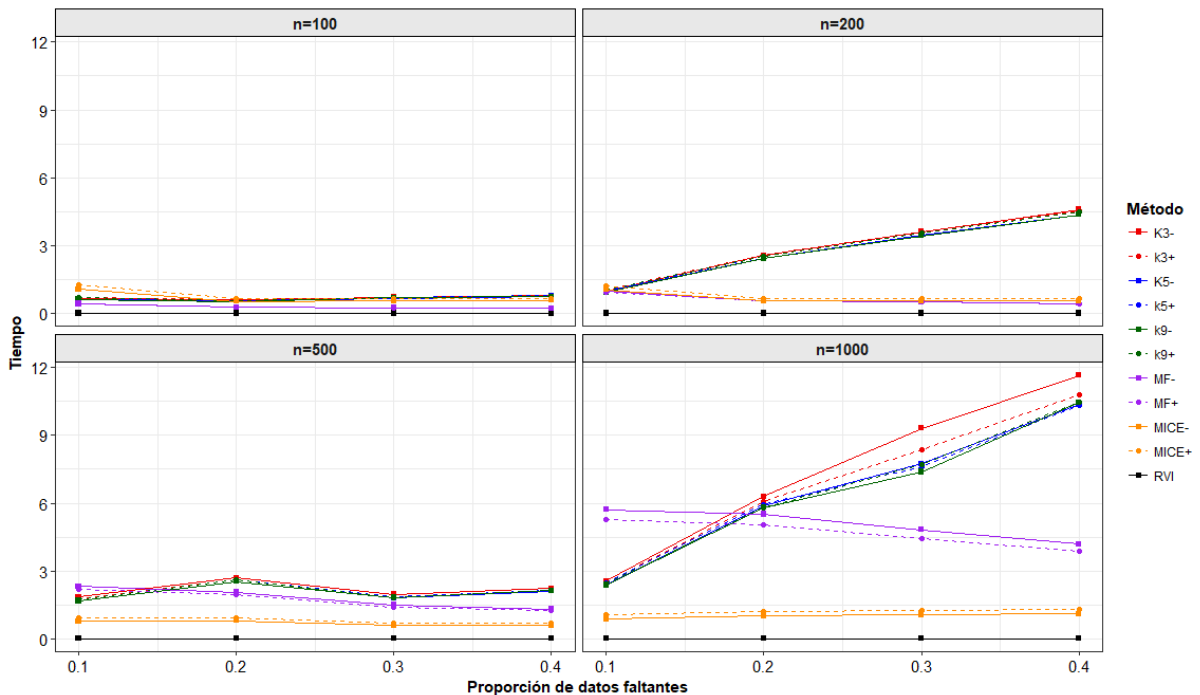 n=100
n=200
12
9
6
3
0
n=500
n=1000
12
9
6
3
0
0.1
0.2
0.3
0.4
0.1
0.2
0.3
0.4
Tiempo
Proporción de datos faltantes
Método
K3-
k3+
K5-
k5+
k9-
k9+
MF-
MF+
MICE-
MICE+
RVI